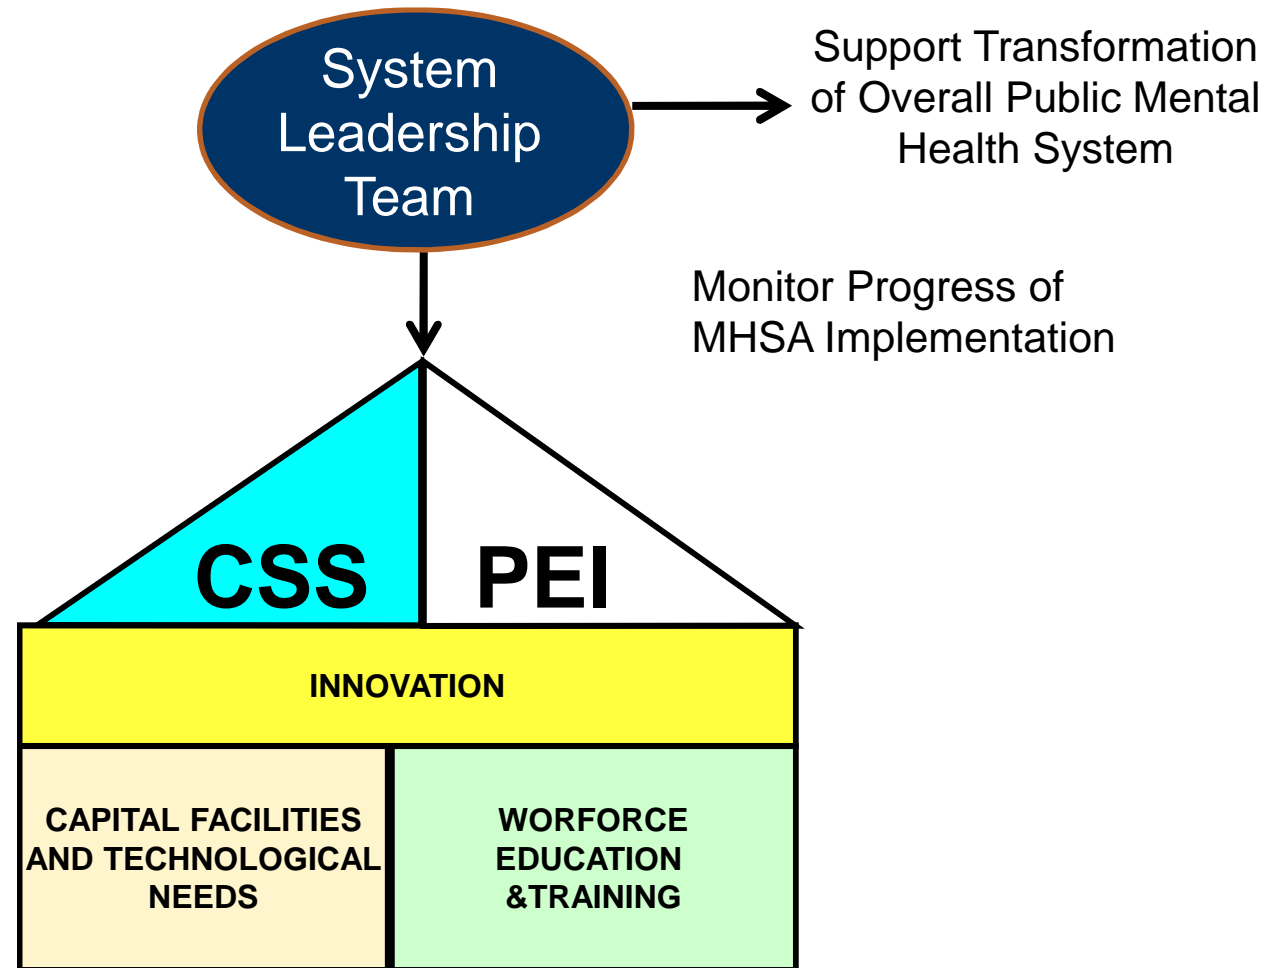 System
Leadership
Team
Support Transformation
of Overall Public Mental
Health System
Monitor Progress of
MHSA Implementation
CSS
PEI
INNOVATION
CAPITAL FACILITIES
AND TECHNOLOGICAL
NEEDS
WORFORCE
EDUCATION
&TRAINING